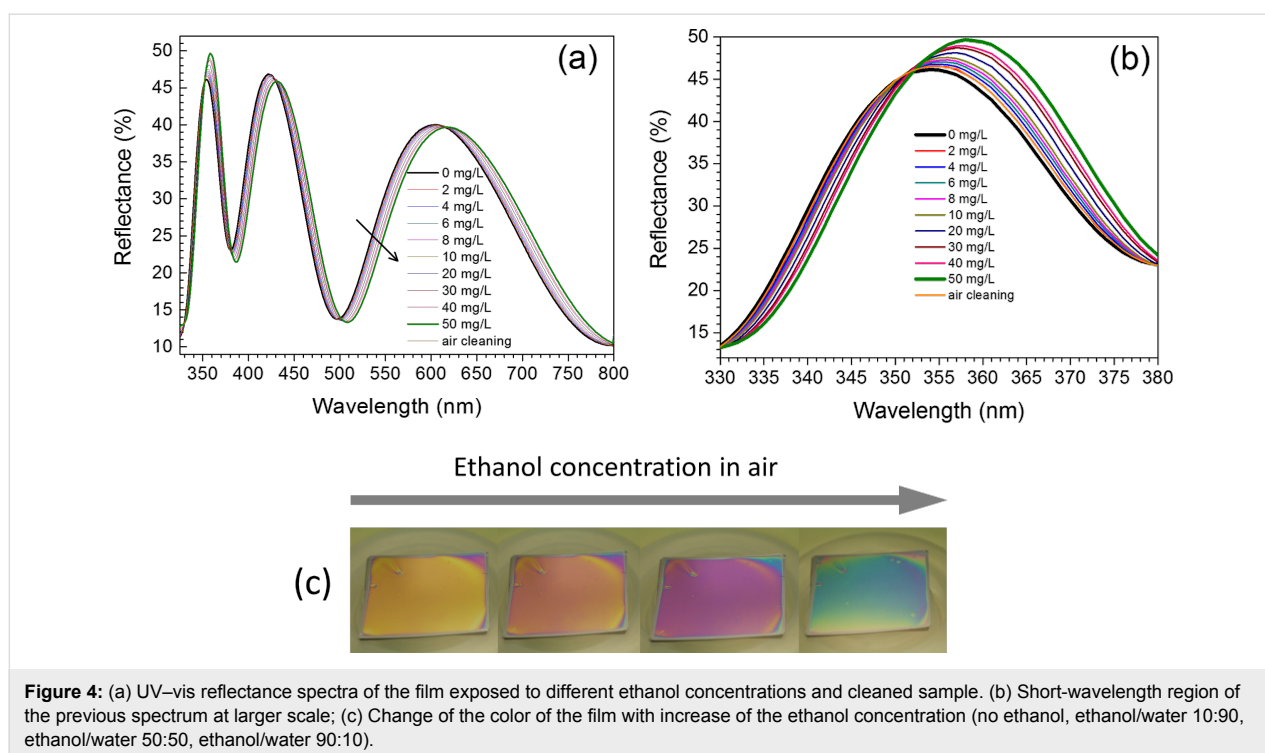 (a)
50
45
40
35
30
25
20
15
10
Reflectance (%)
0 mg/L
2 mg/L
4 mg/L
6 mg/L
8 mg/L
10 mg/L
20 mg/L
30 mg/L
40 mg/L
50 mg/L
air cleaning
350 400 450 500 550 600 650 700 750 800
Wavelength (nm)
(b)
50
45
40
35
30
25
20
15
Reflectance (%)
0 mg/L
2 mg/L
4 mg/L
6 mg/L
8 mg/L
10 mg/L
20 mg/L
30 mg/L
40 mg/L
50 mg/L
air cleaning
330 335 340 345 350 355 360 365 370 375 380
Wavelength (nm)
Ethanol concentration in air
(c)
Figure 4: (a) UV–vis reflectance spectra of the film exposed to different ethanol concentrations and cleaned sample. (b) Short-wavelength region of
the previous spectrum at larger scale; (c) Change of the color of the film with increase of the ethanol concentration (no ethanol, ethanol/water 10:90,
ethanol/water 50:50, ethanol/water 90:10).